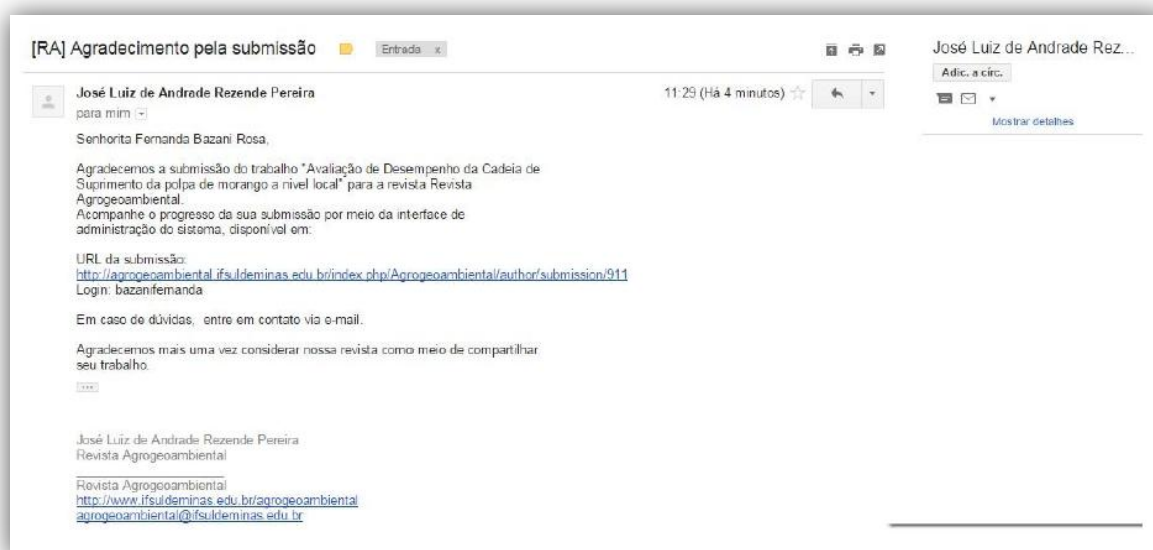 [RA] Agradecimento pela submissão Entrada x
José Luiz de Andrade Rez...
Adic. a circ.
Mostrar detalhes
José Luiz de Andrade Rezende Pereira 11:29 (Há 4 minutos)
para mim
Senhorita Fernanda Bazani Rosa,
Agradecemos a submissão do trabalho "Avaliação de Desempenho da Cadeia de
Suprimento da polpa de morango a nivel local" para a revista Revista
Agrogeoambiental.
Acompanhe o progresso da sua submissão por meio da interface de
administração do sistema, disponível em:
URL da submissão:
http://agrogeoambiental.ifsuldeminas.edu.br/index.php/Agrogeoambiental/author/submission/911
Login: bazanifernanda
Em caso de dúvidas, entre em contato via e-mail.
Agradecemos mais uma vez considerar nossa revista como meio de compartilhar
seu trabalho.
...
José Luiz de Andrade Rezende Pereira
Revista Agrogeoambiental
Revista Agrogeoambiental
http://www.ifsuldeminas.edu.br/agrogeoambiental
agrogeoambiental@ifsuldeminas.edu.br